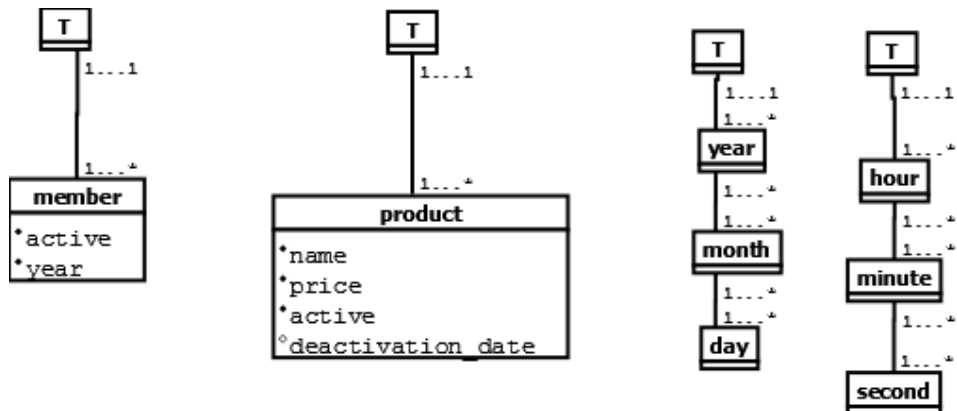 T
1...1
1...*
member
*active
*year
T
1...1
1...*
product
*name
*price
*active
°deactivation_date
T
1...1
1...*
year
1...*
1...*
month
1...*
1...*
day
T
1...1
1...*
hour
1...*
1...*
minute
1...*
1...*
second